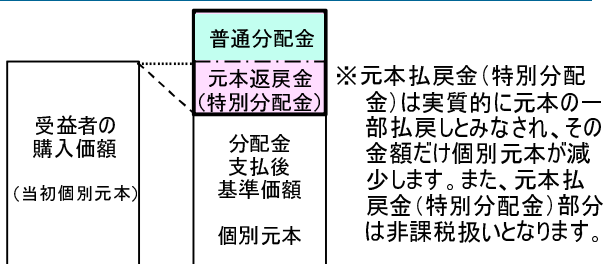 普通分配金
元本返戻金
(特別分配金)
受益者の
購入価額
(当初個別元本)
分配金
支払後
基準価額
個別元本
※元本払戻金(特別分配
金)は実質的に元本の一
部払戻しとみなされ、その
金額だけ個別元本が減
少します。また、元本払
戻金(特別分配金)部分
は非課税扱いとなります。